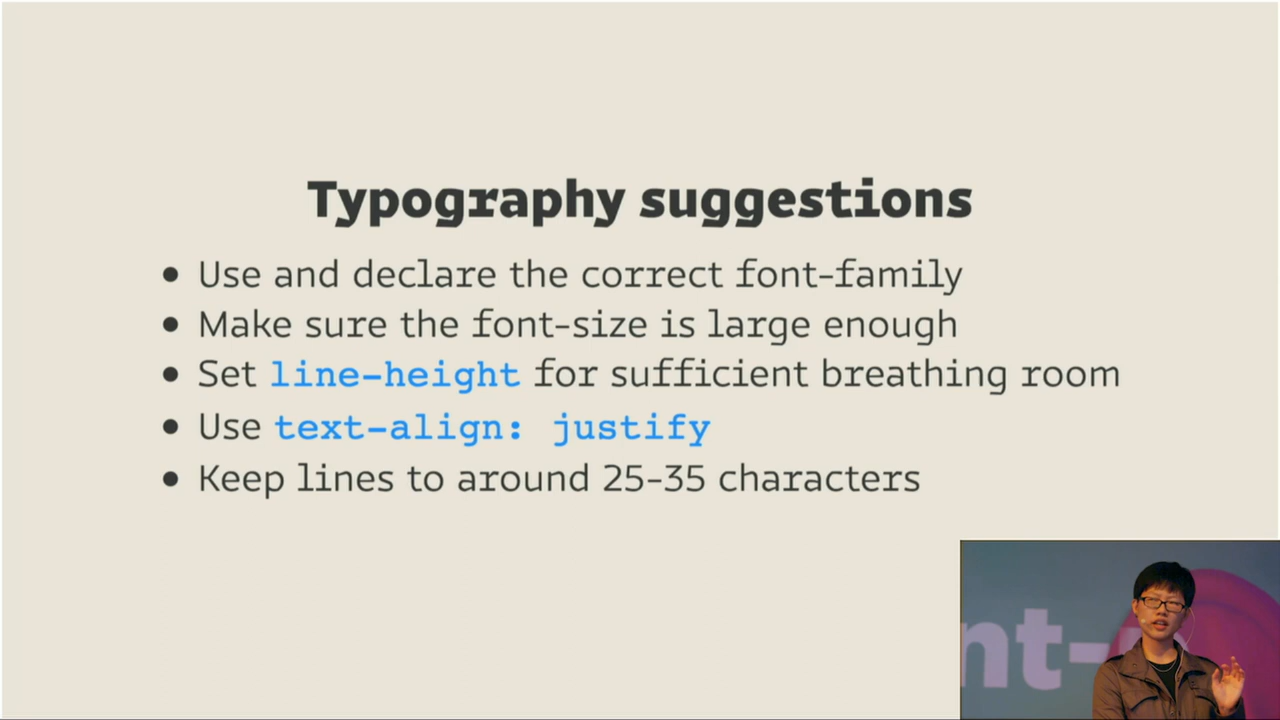 Typography suggestions
• Use and declare the correct font-family
• Make sure the font-size is large enough
• Set line-height for sufficient breathing room
• Use text-align: justify
• Keep lines to around 25-35 characters
nt-